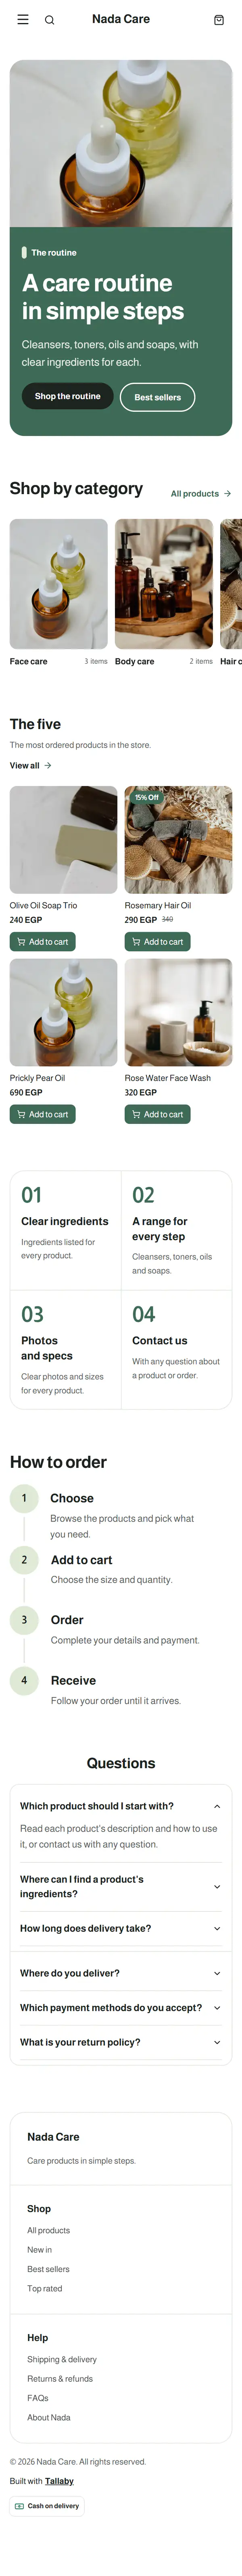 Nada Care
The routine
A care routine
in simple steps
Cleansers, toners, oils and soaps, with
clear ingredients for each.
Shop the routine
Best sellers
Shop by category
All products
Face care
3 items
Body care
2 items
Hair c
The five
The most ordered products in the store.
View all
15% Off
Olive Oil Soap Trio
240 EGP
Add to cart
Rosemary Hair Oil
290 EGP 340
Add to cart
Prickly Pear Oil
690 EGP
Add to cart
Rose Water Face Wash
320 EGP
Add to cart
01
Clear ingredients
Ingredients listed for
every product.
02
A range for
every step
Cleansers, toners, oils
and soaps.
03
Photos
and specs
Clear photos and sizes
for every product.
04
Contact us
With any question about
a product or order.
How to order
1
Choose
Browse the products and pick what
you need.
2
Add to cart
Choose the size and quantity.
3
Order
Complete your details and payment.
4
Receive
Follow your order until it arrives.
Questions
Which product should I start with?
Read each product's description and how to use
it, or contact us with any question.
Where can I find a product's
ingredients?
How long does delivery take?
Where do you deliver?
Which payment methods do you accept?
What is your return policy?
Nada Care
Care products in simple steps.
Shop
All products
New in
Best sellers
Top rated
Help
Shipping & delivery
Returns & refunds
FAQs
About Nada
© 2026 Nada Care. All rights reserved.
Built with Tallaby
Cash on delivery